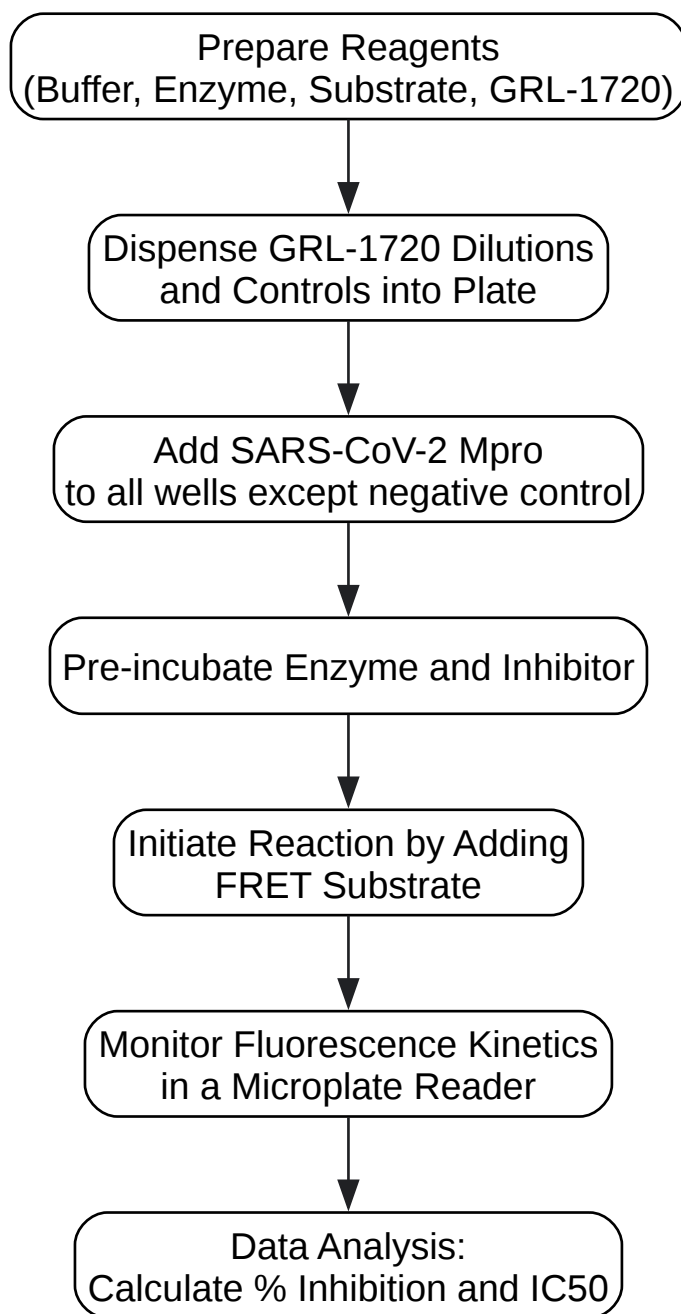 Prepare Reagents
(Buffer, Enzyme, Substrate, GRL-1720)
Dispense GRL-1720 Dilutions
and Controls into Plate
Add SARS-CoV-2 Mpro
to all wells except negative control
Pre-incubate Enzyme and Inhibitor
Initiate Reaction by Adding
FRET Substrate
Monitor Fluorescence Kinetics
in a Microplate Reader
Data Analysis:
Calculate % Inhibition and IC50